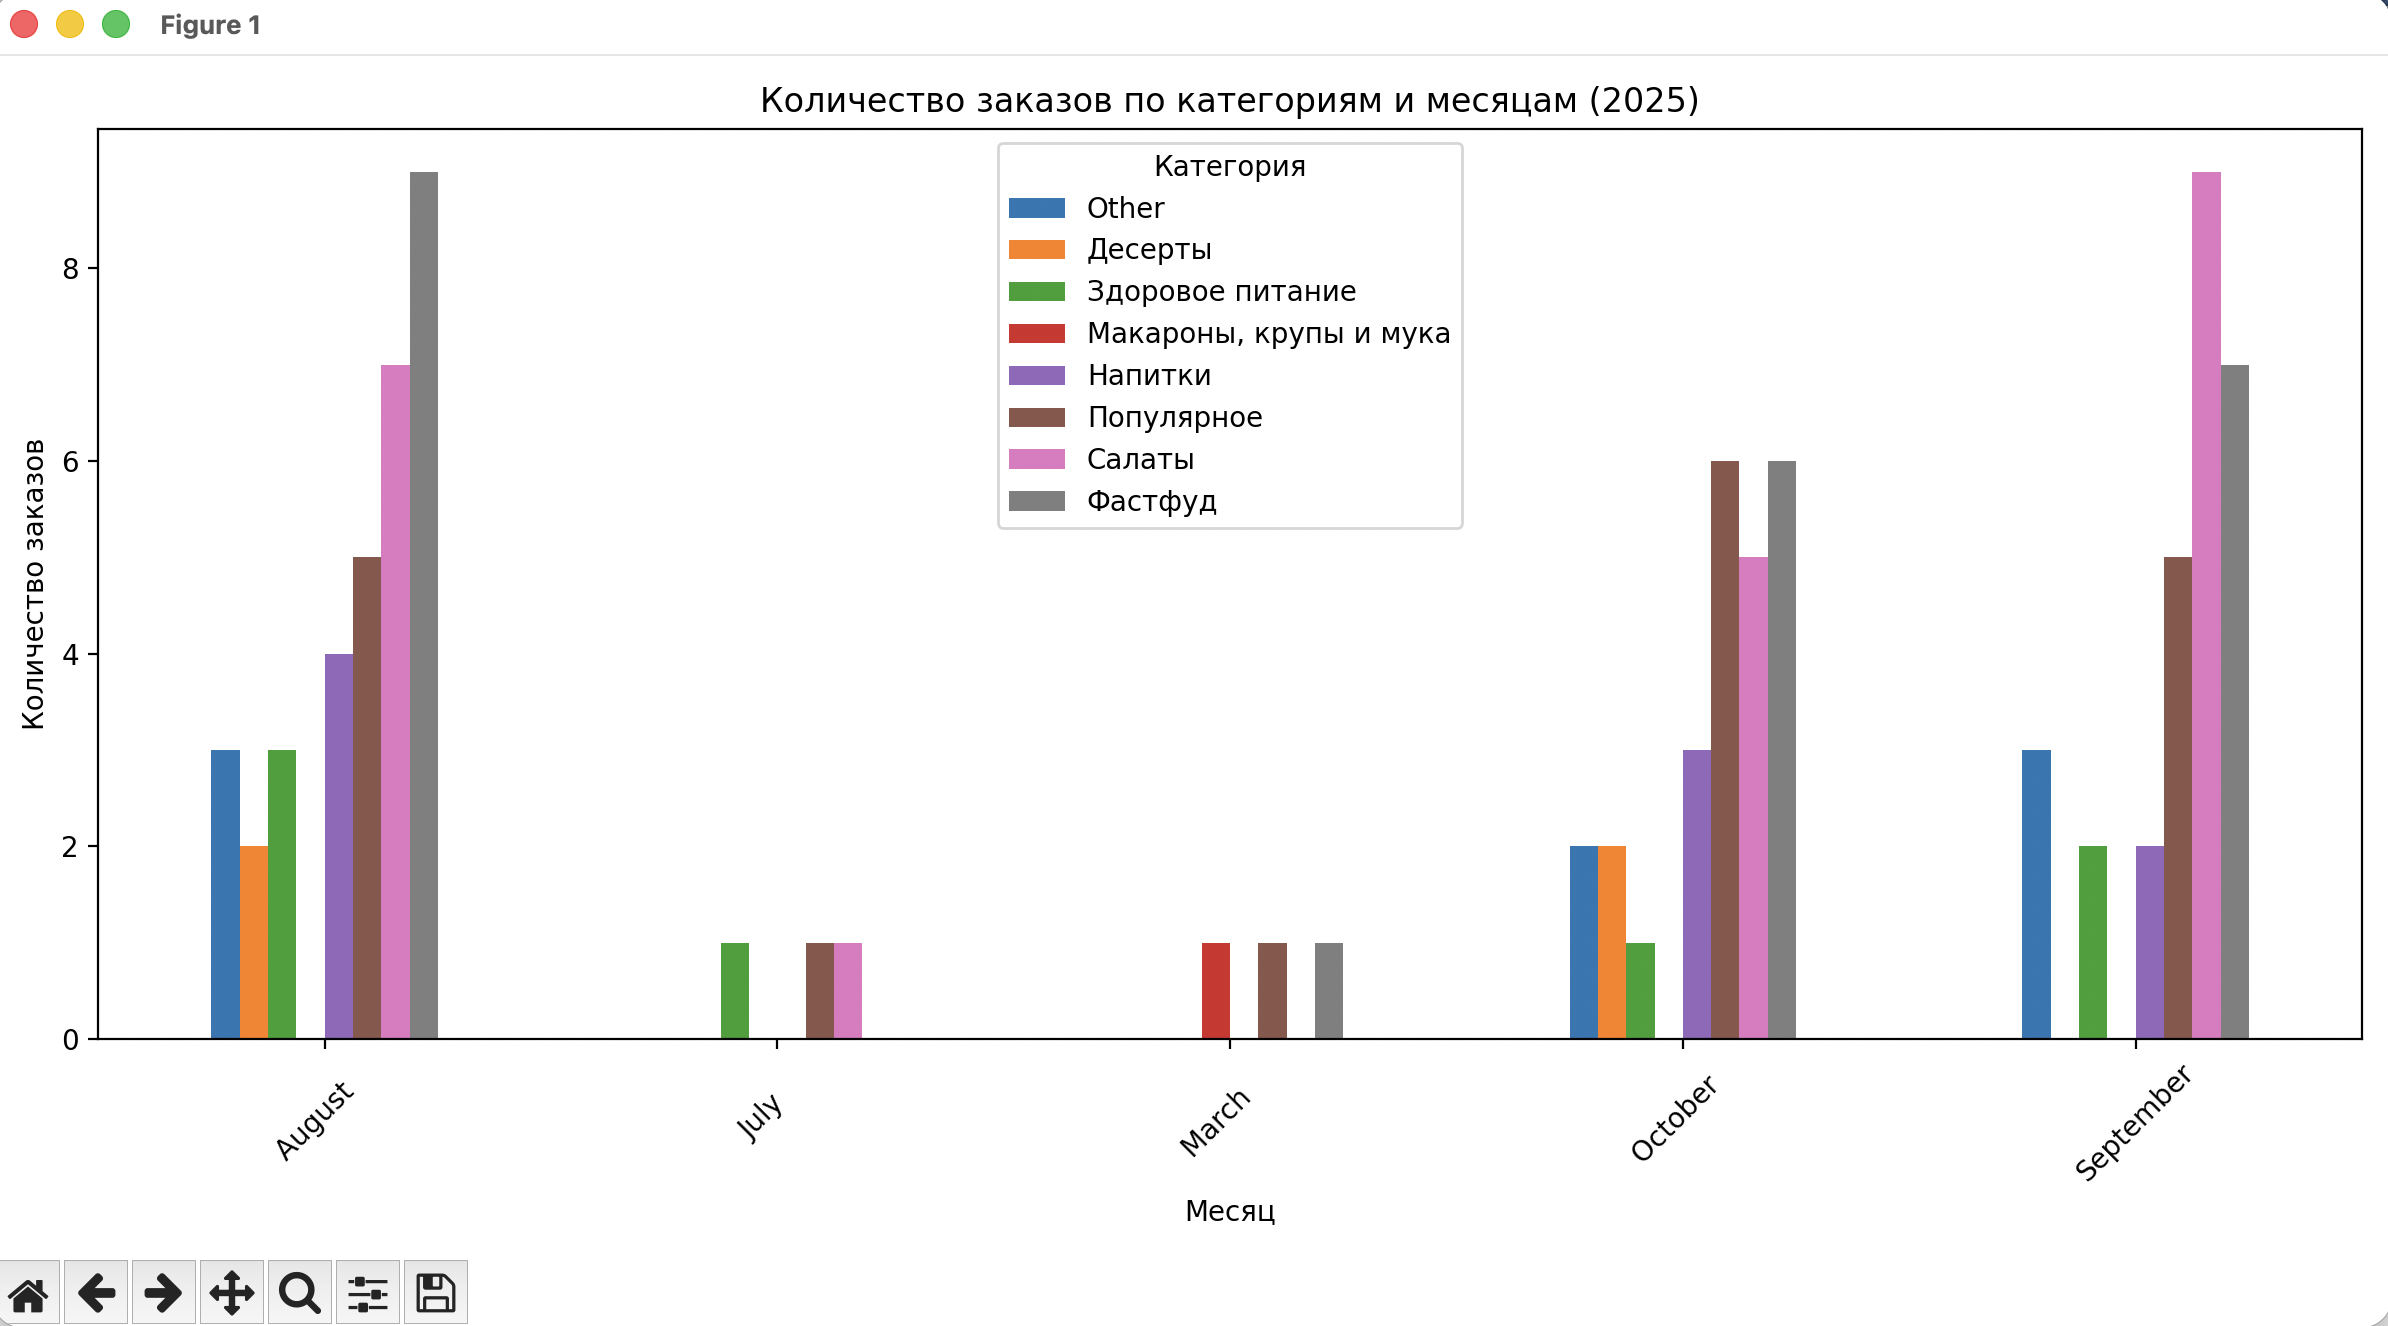 Figure 1
Количество заказов по категориям и месяцам (2025)
Категория
Other
Десерты
Здоровое питание
Макароны, крупы и мука
Напитки
Популярное
Салаты
Фастфуд
Количество заказов
8
6
4
2
0
August
July
March
October
September
Месяц